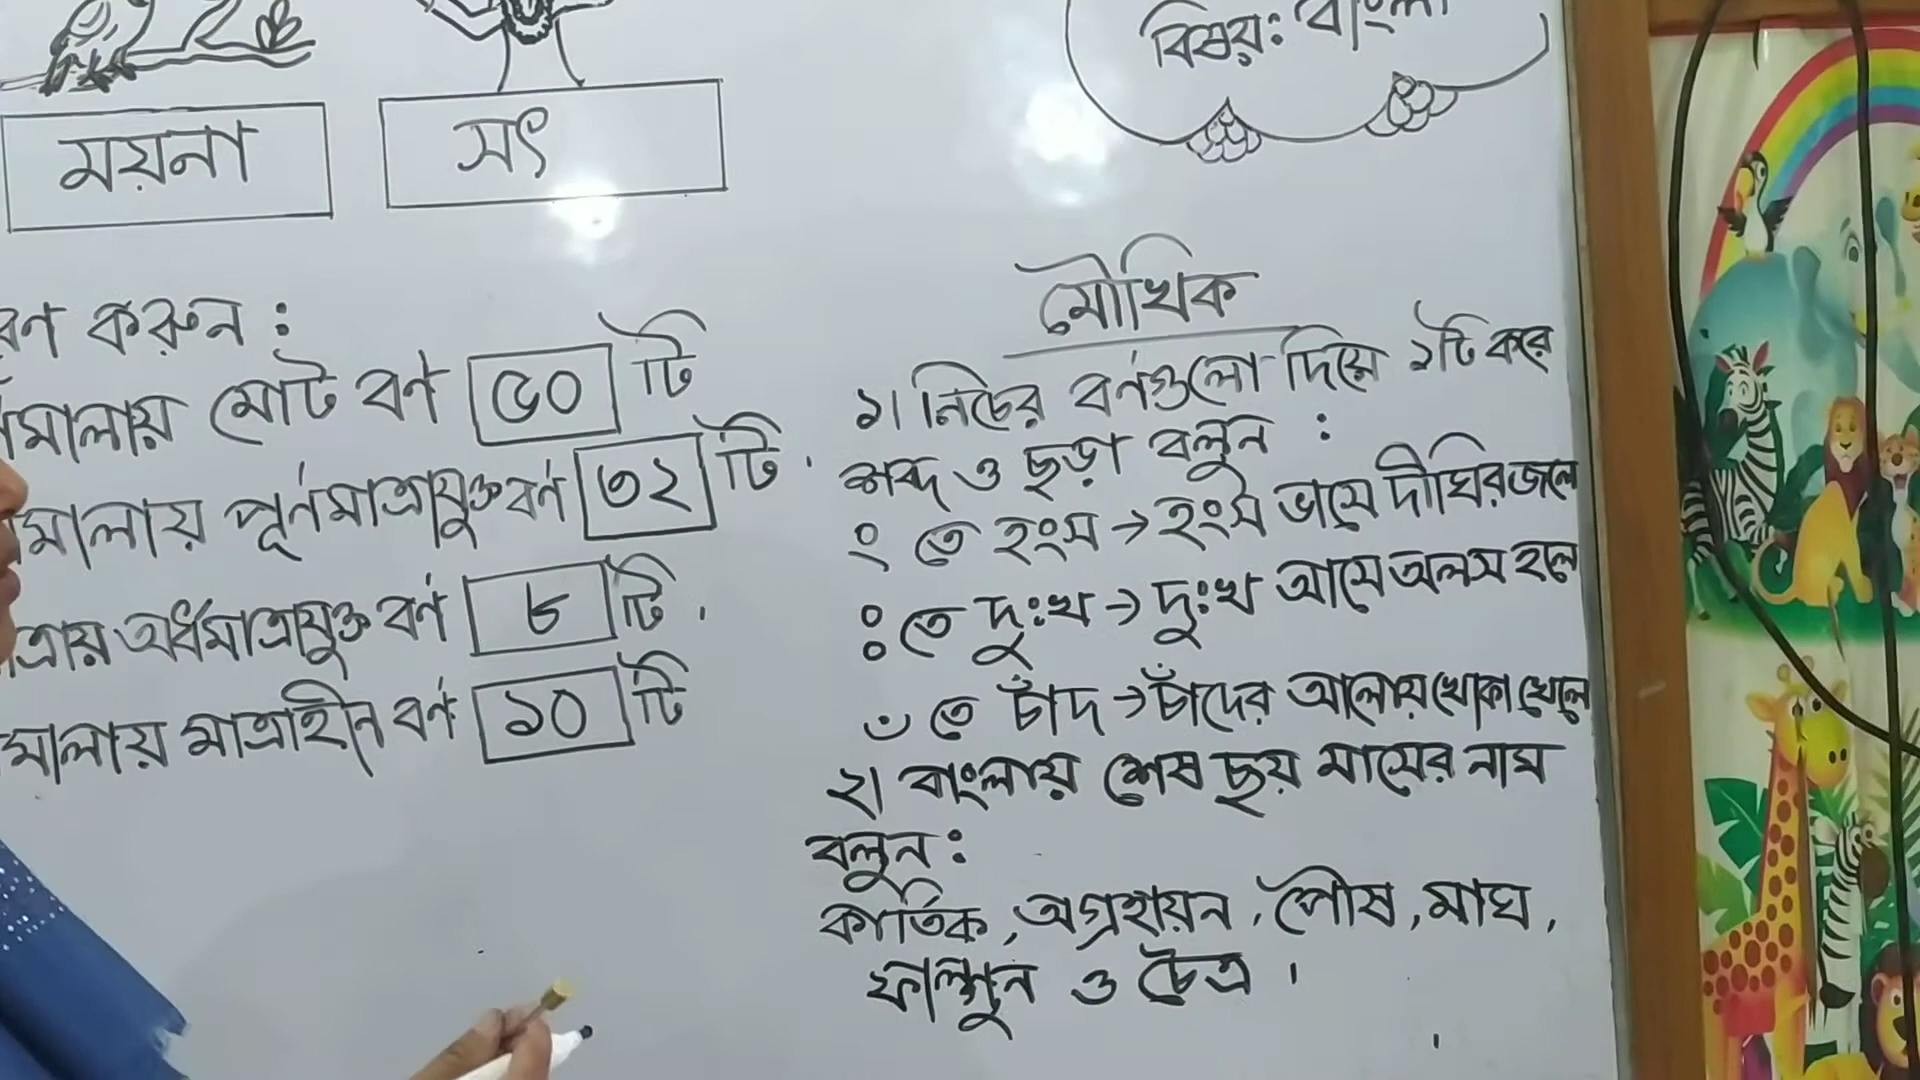 বিষয়: বাংলা
ময়না
সৎ
করুন :
মালায় মোট বর্ণ ৫০ টি
মালায় পূর্ণমাত্রাযুক্ত বর্ণ ৩২ টি.
ত্রায় অর্ধমাত্রাযুক্ত বর্ণ ৮ টি.
মালায় মাত্রাহীন বর্ণ ১০ টি
মৌখিক
১। নিচের বর্ণগুলো দিয়ে ১টি করে
শব্দ ও ছড়া বলুন :
ং তে হংস → হংস ভাসে দীঘির জলে
ঃ তে দুঃখ → দুঃখ আসে অলস হলে
ঁ তে চাঁদ → চাঁদের আলোয় খোকা খেলে
২। বাংলায় শেষ ছয় মাসের নাম
বলুন:
কার্তিক, অগ্রহায়ন, পৌষ, মাঘ,
ফাল্গুন ও চৈত্র।